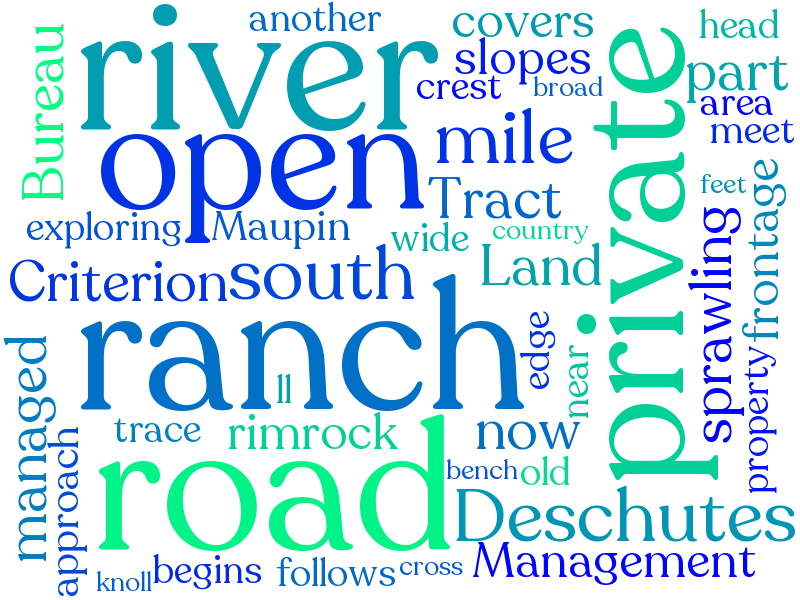 another
covers
head
river
slopes
private
part
Bureau
crest
broad
area
open
mile
meet
Tract
feet
frontage
exploring
Maupin
wide
country
sprawling
Criterion
south
Land
ranch
edge
near
property
managed
ll
trace
rimrock
now
old
approach
road
bench
Deschutes
knoll
begins
follows
cross
Management